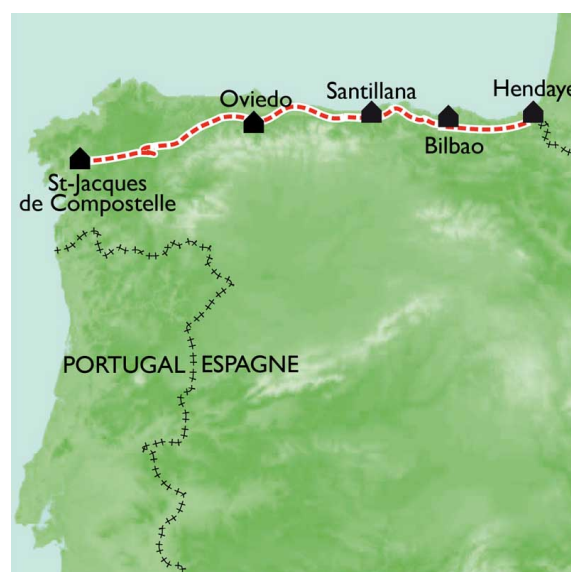 Hendaye
Santillana
Oviedo
Bilbao
St-Jacques
de Compostelle
PORTUGAL
ESPAGNE